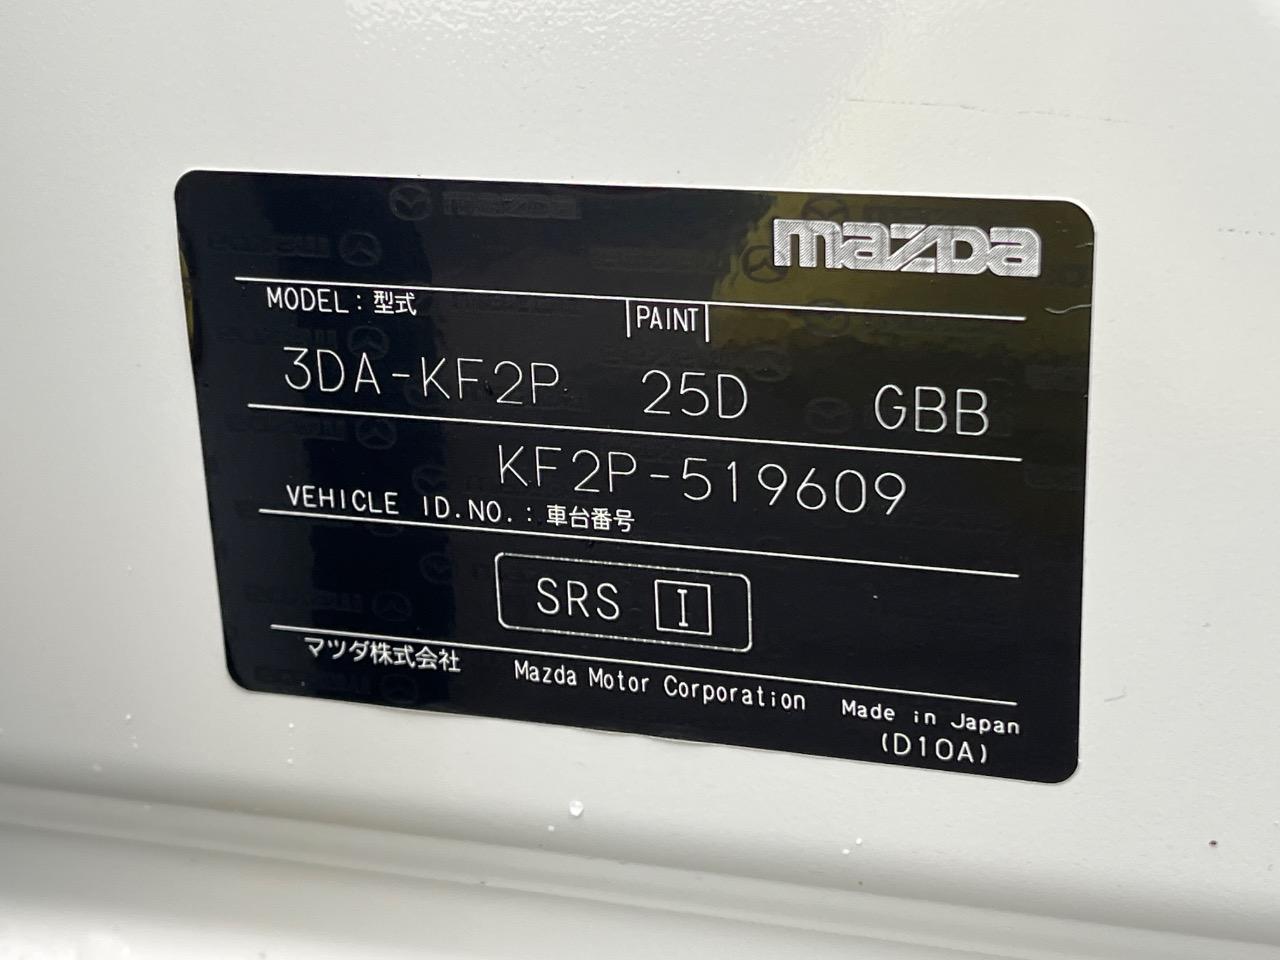 mazda
MODEL : 型式 PAINT
3DA-KF2P 25D GBB
KF2P-519609
VEHICLE ID.NO. : 車台番号
SRS I
マツダ株式会社 Mazda Motor Corporation Made in Japan
(D10A)